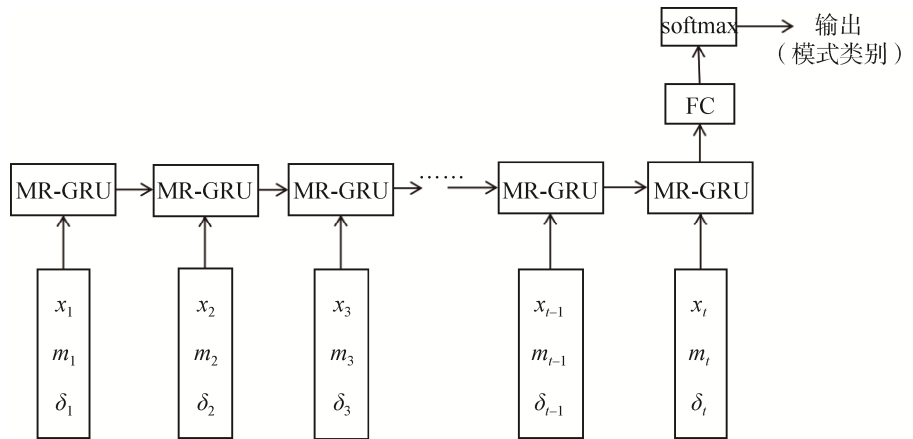 softmax
输出
（模式类别）
FC
MR-GRU MR-GRU MR-GRU …… MR-GRU MR-GRU
x₁ x₂ x₃ xₜ₋₁ xₜ
m₁ m₂ m₃ mₜ₋₁ mₜ
δ₁ δ₂ δ₃ δₜ₋₁ δₜ